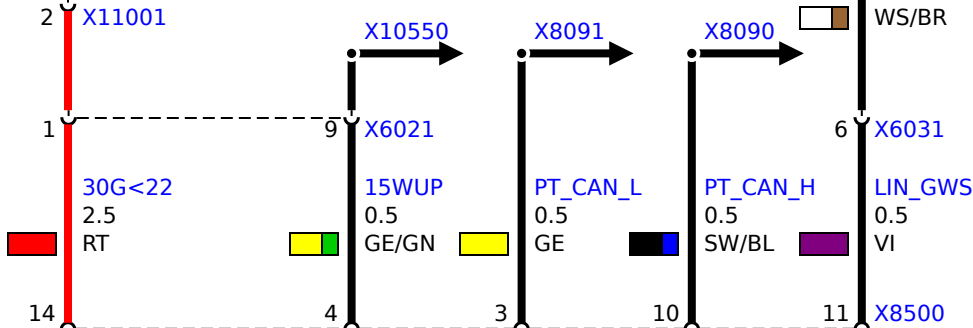 2 X11001
WS/BR
X10550
X8091
X8090
1
9 X6021
6 X6031
30G<22
2.5
RT
15WUP
0.5
GE/GN
PT_CAN_L
0.5
GE
PT_CAN_H
0.5
SW/BL
LIN_GWS
0.5
VI
14
4
3
10
11 X8500